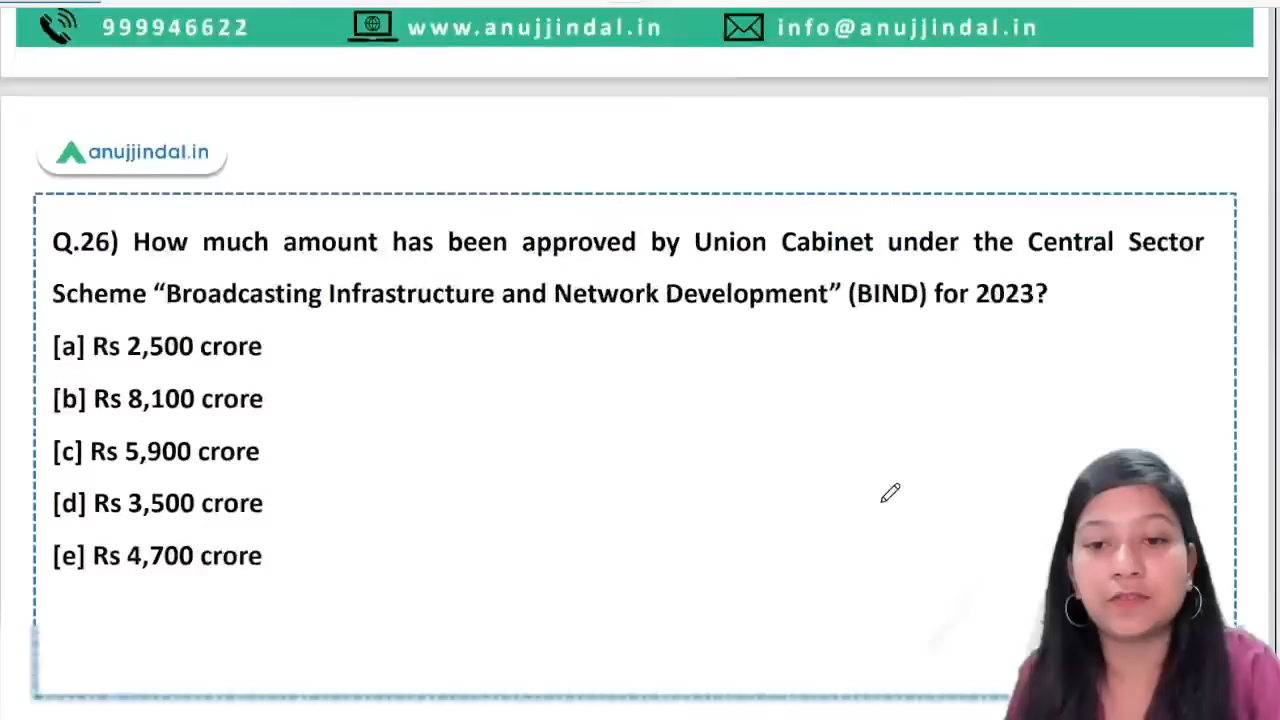 999946622 www.anujjindal.in info@anujjindal.in
anujjindal.in
Q.26) How much amount has been approved by Union Cabinet under the Central Sector
Scheme “Broadcasting Infrastructure and Network Development” (BIND) for 2023?
[a] Rs 2,500 crore
[b] Rs 8,100 crore
[c] Rs 5,900 crore
[d] Rs 3,500 crore
[e] Rs 4,700 crore